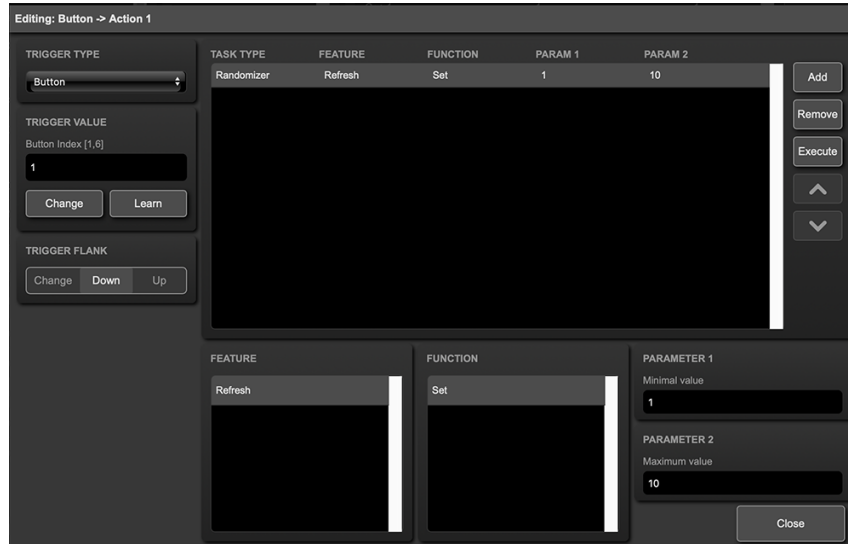 Editing: Button -> Action 1
TRIGGER TYPE
Button
TRIGGER VALUE
Button Index [1,6]
1
Change Learn
TRIGGER FLANK
Change Down Up
TASK TYPE FEATURE FUNCTION PARAM 1 PARAM 2
Randomizer Refresh Set 1 10
Add
Remove
Execute
FEATURE
Refresh
FUNCTION
Set
PARAMETER 1
Minimal value
1
PARAMETER 2
Maximum value
10
Close